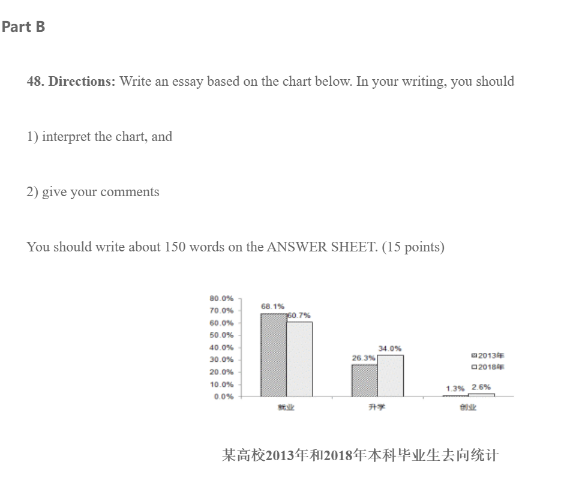 Part B
48. Directions: Write an essay based on the chart below. In your writing, you should
1) interpret the chart, and
2) give your comments
You should write about 150 words on the ANSWER SHEET. (15 points)
80.0%
70.0%
60.0%
50.0%
40.0%
30.0%
20.0%
10.0%
0.0%
68.1%
60.7%
26.3%
34.0%
1.3%
2.6%
2013年
2018年
就业
升学
创业
某高校2013年和2018年本科毕业生去向统计